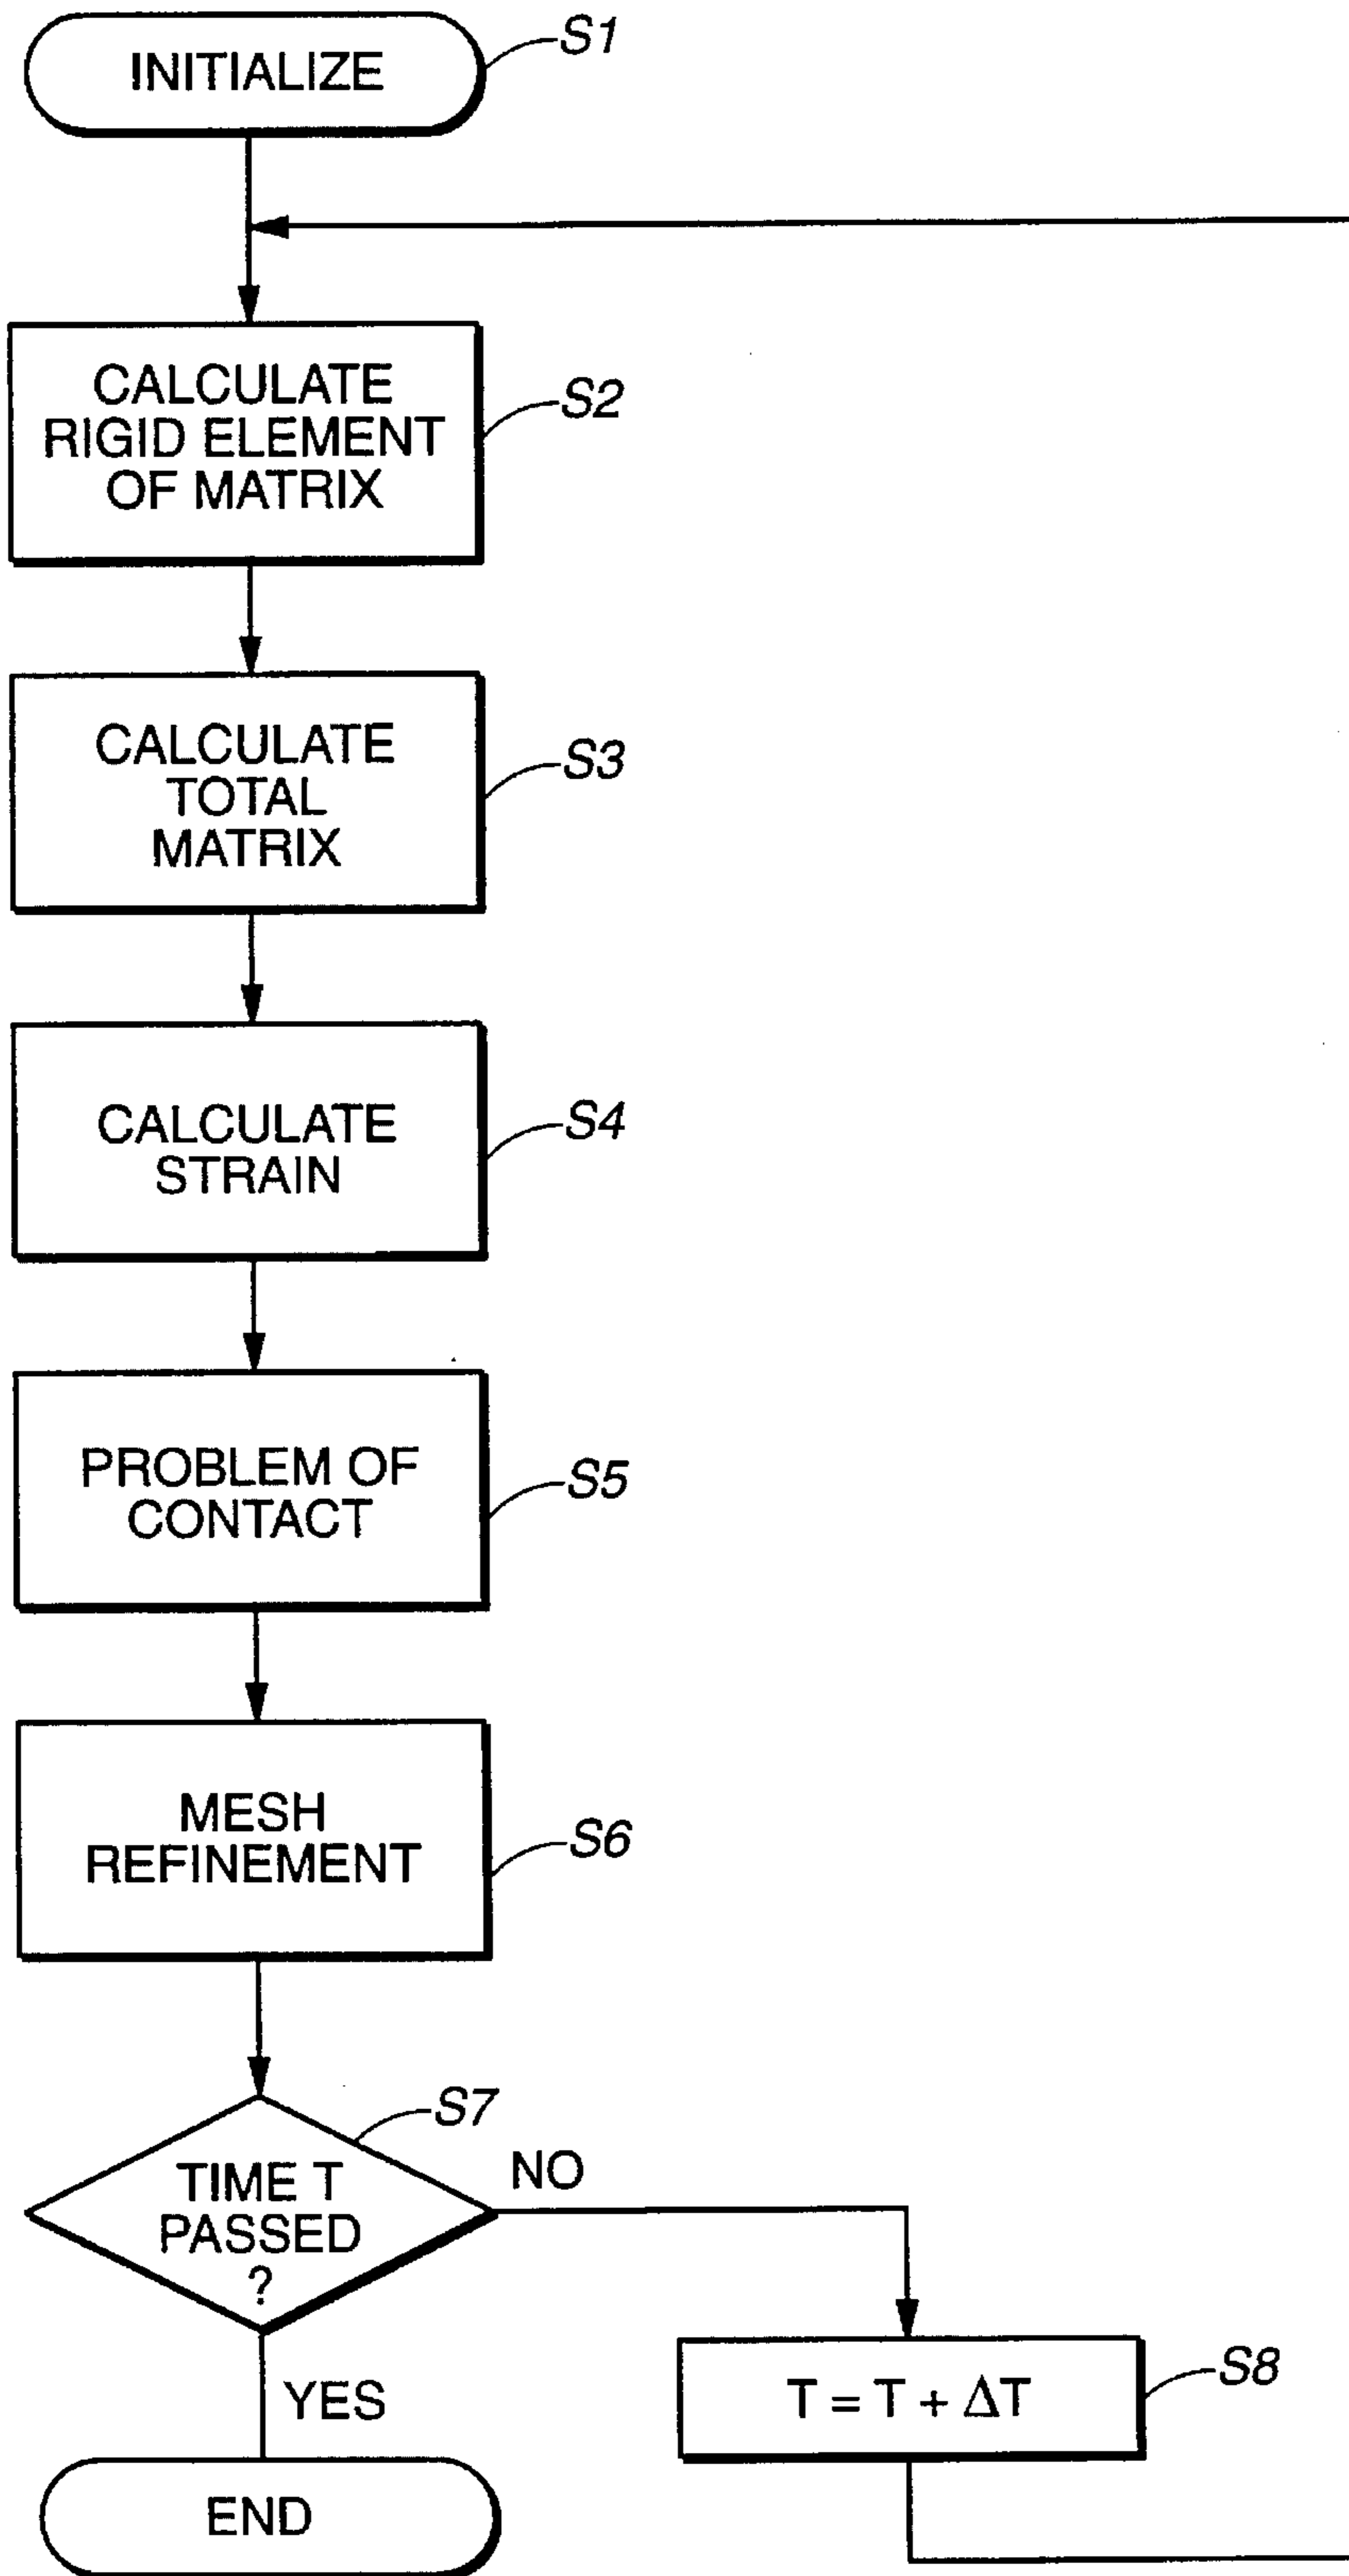 INITIALIZE
S1
CALCULATE
RIGID ELEMENT
OF MATRIX
S2
CALCULATE
TOTAL
MATRIX
S3
CALCULATE
STRAIN
S4
PROBLEM OF
CONTACT
S5
MESH
REFINEMENT
S6
S7
TIME T
PASSED
?
NO
YES
T = T + ΔT
S8
END